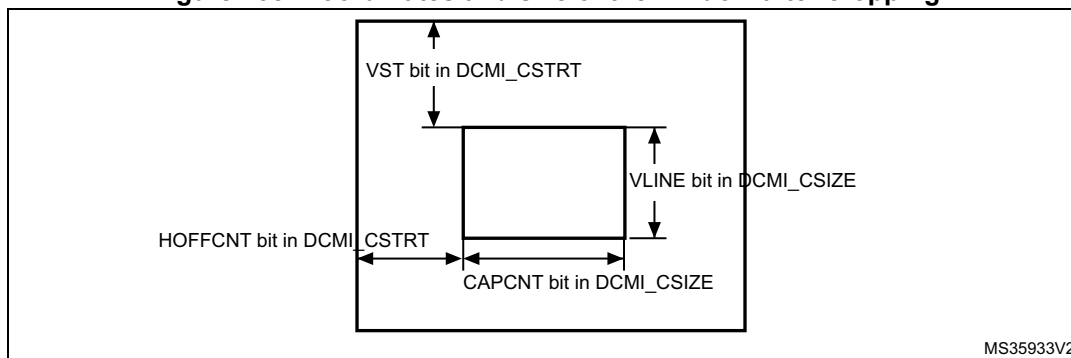 VST bit in DCMI_CSTRT
VLINE bit in DCMI_CSIZE
HOFFCNT bit in DCMI_CSTRT
CAPCNT bit in DCMI_CSIZE
MS35933V2